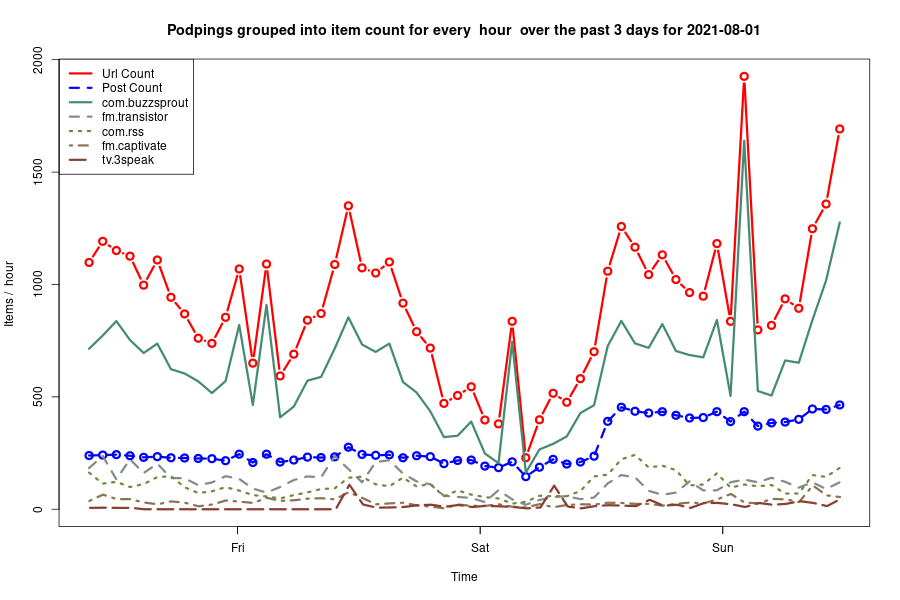 Podpings grouped into item count for every  hour  over the past 3 days for 2021-08-01
Url Count
Post Count
com.buzzsprout
fm.transistor
com.rss
fm.captivate
tv.3speak
Items /  hour
2000
1500
1000
500
0
Fri
Sat
Sun
Time